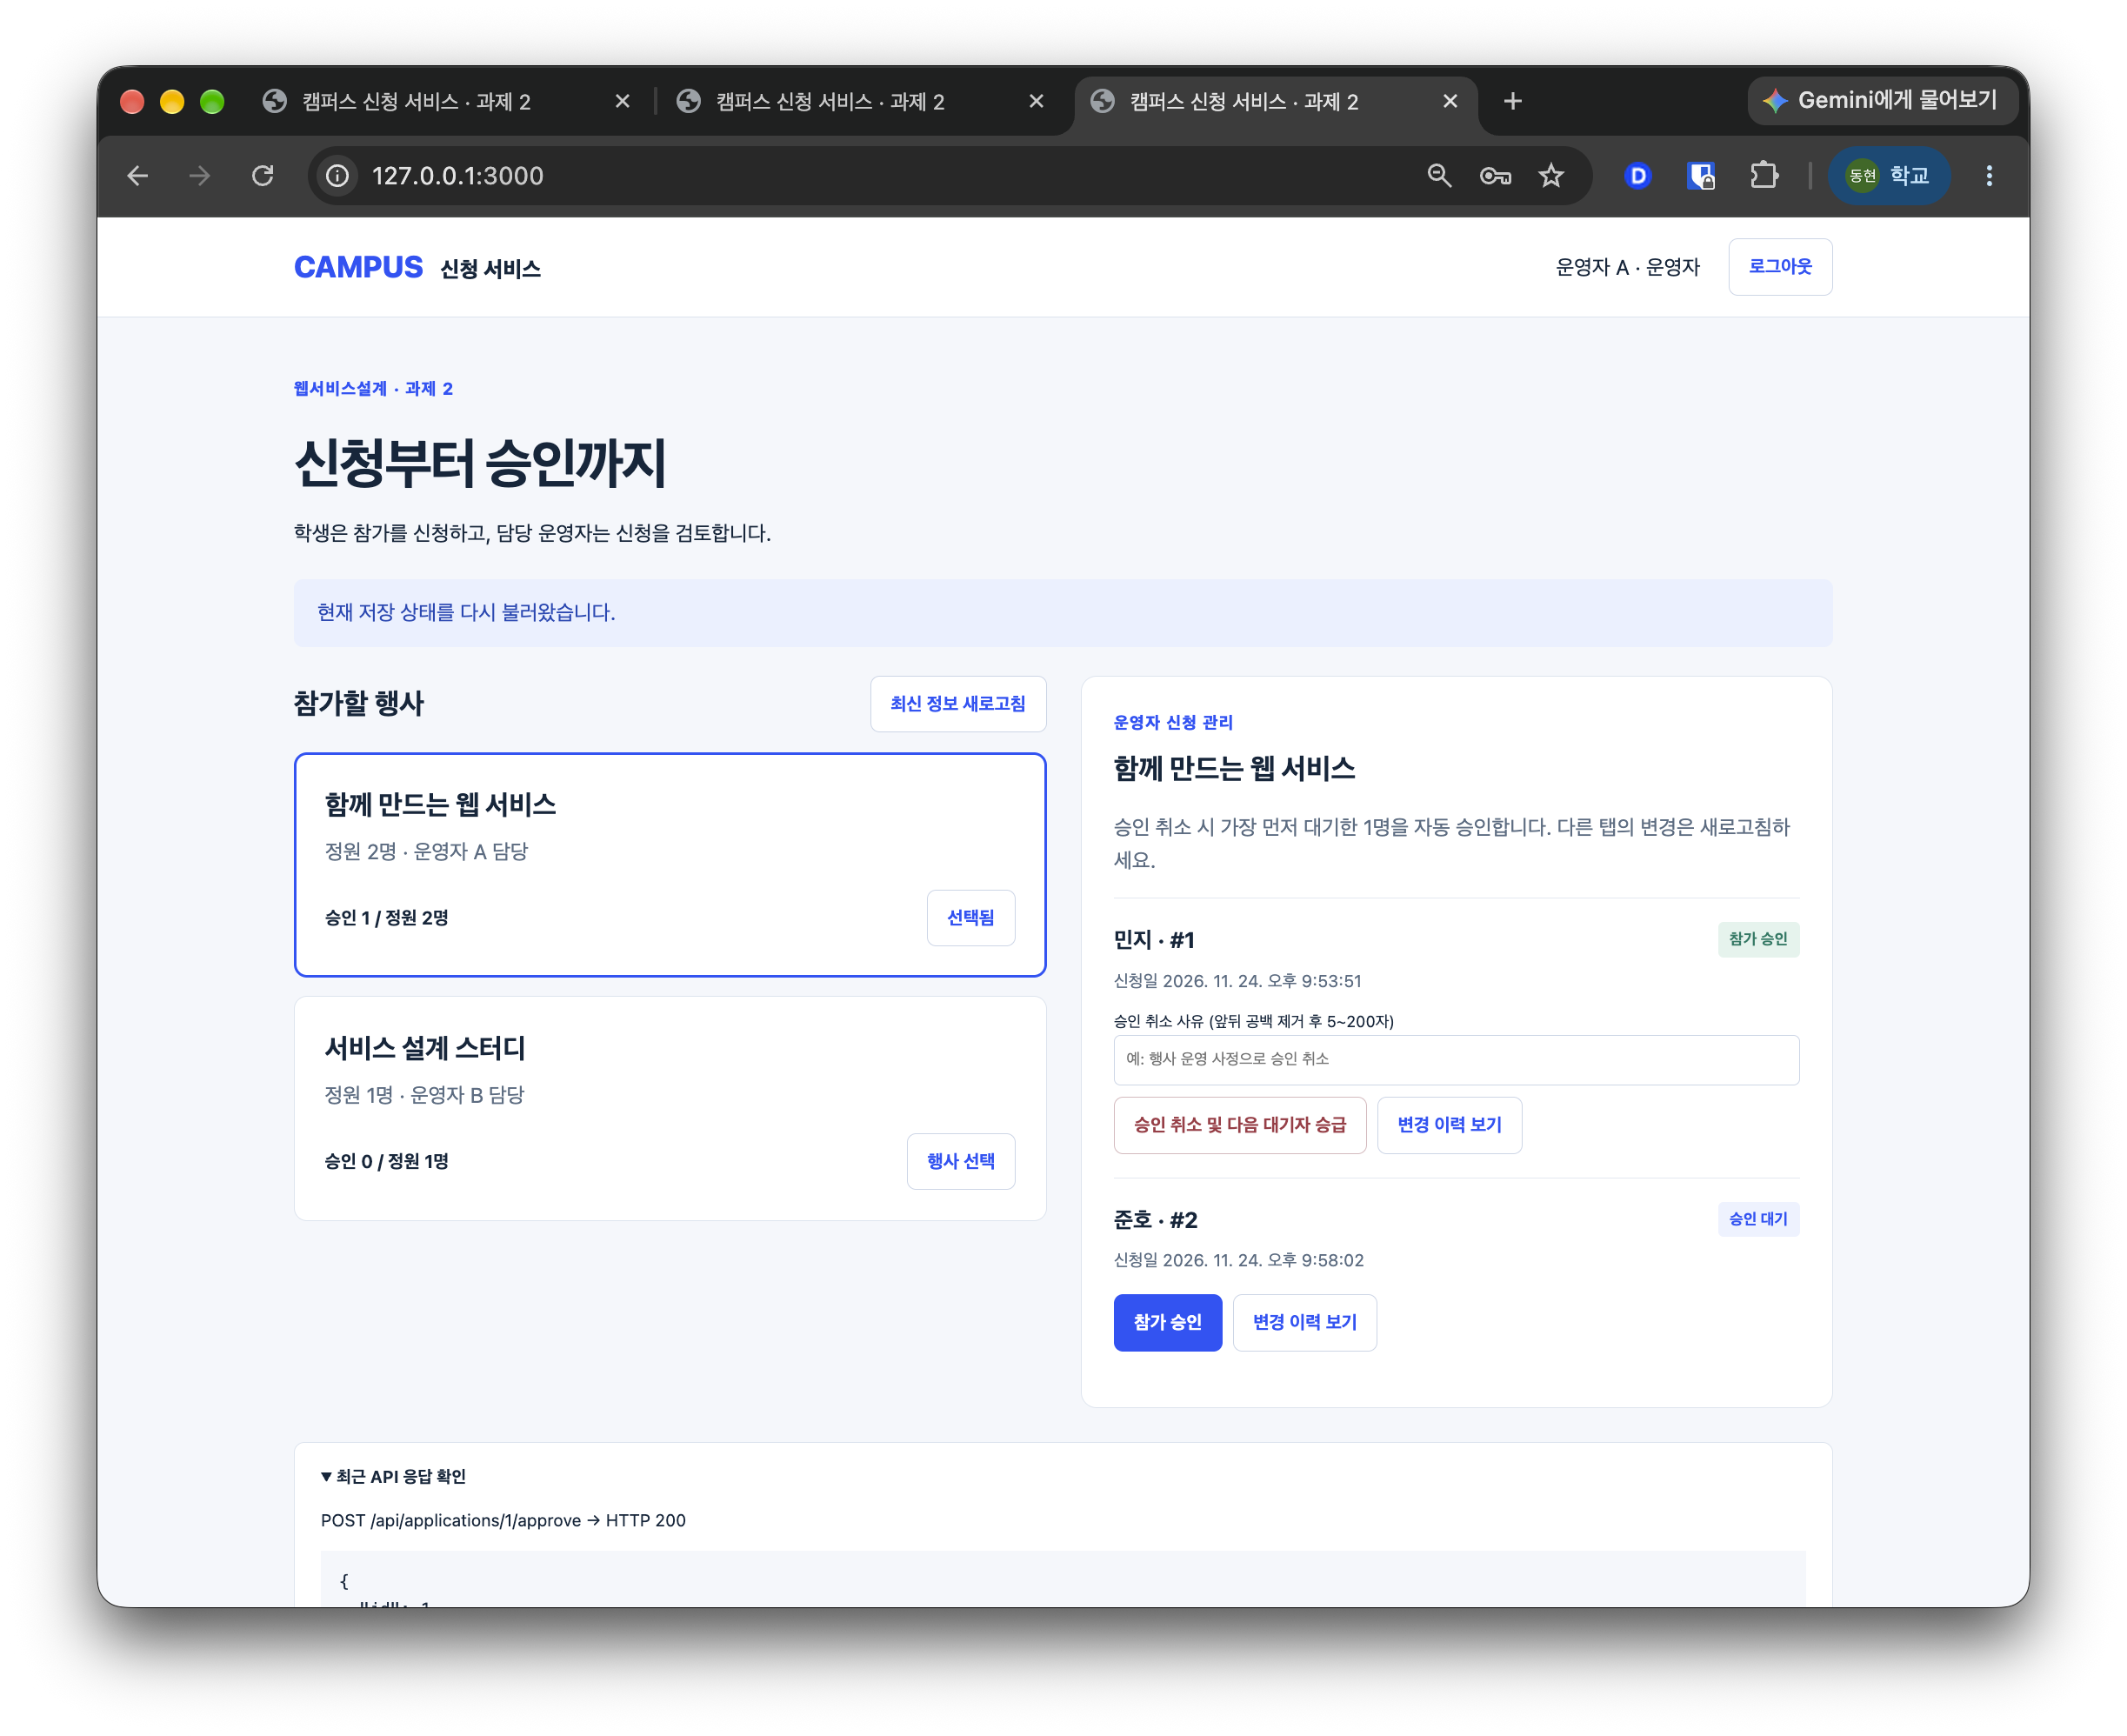 캠퍼스 신청 서비스 · 과제 2
캠퍼스 신청 서비스 · 과제 2
캠퍼스 신청 서비스 · 과제 2
Gemini에게 물어보기
127.0.0.1:3000
D
동현
학교
CAMPUS 신청 서비스
운영자 A · 운영자
로그아웃
웹서비스설계 · 과제 2
신청부터 승인까지
학생은 참가를 신청하고, 담당 운영자는 신청을 검토합니다.
현재 저장 상태를 다시 불러왔습니다.
참가할 행사
최신 정보 새로고침
함께 만드는 웹 서비스
정원 2명 · 운영자 A 담당
승인 1 / 정원 2명
선택됨
서비스 설계 스터디
정원 1명 · 운영자 B 담당
승인 0 / 정원 1명
행사 선택
운영자 신청 관리
함께 만드는 웹 서비스
승인 취소 시 가장 먼저 대기한 1명을 자동 승인합니다. 다른 탭의 변경은 새로고침하
세요.
민지 · #1
참가 승인
신청일 2026. 11. 24. 오후 9:53:51
승인 취소 사유 (앞뒤 공백 제거 후 5~200자)
예: 행사 운영 사정으로 승인 취소
승인 취소 및 다음 대기자 승급
변경 이력 보기
준호 · #2
승인 대기
신청일 2026. 11. 24. 오후 9:58:02
참가 승인
변경 이력 보기
▼ 최근 API 응답 확인
POST /api/applications/1/approve → HTTP 200
{